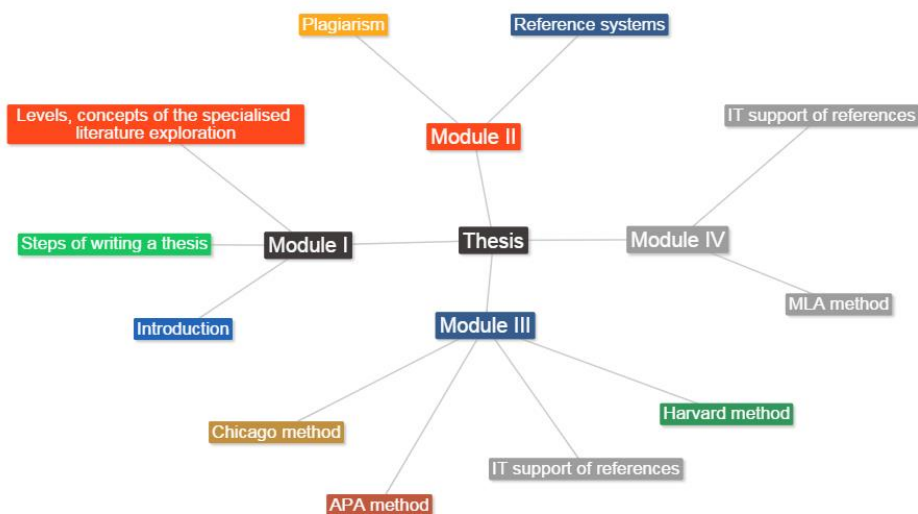 Plagiarism
Reference systems
Levels, concepts of the specialised
literature exploration
IT support of references
Module II
Steps of writing a thesis
Module I
Thesis
Module IV
MLA method
Introduction
Module III
Harvard method
Chicago method
IT support of references
APA method